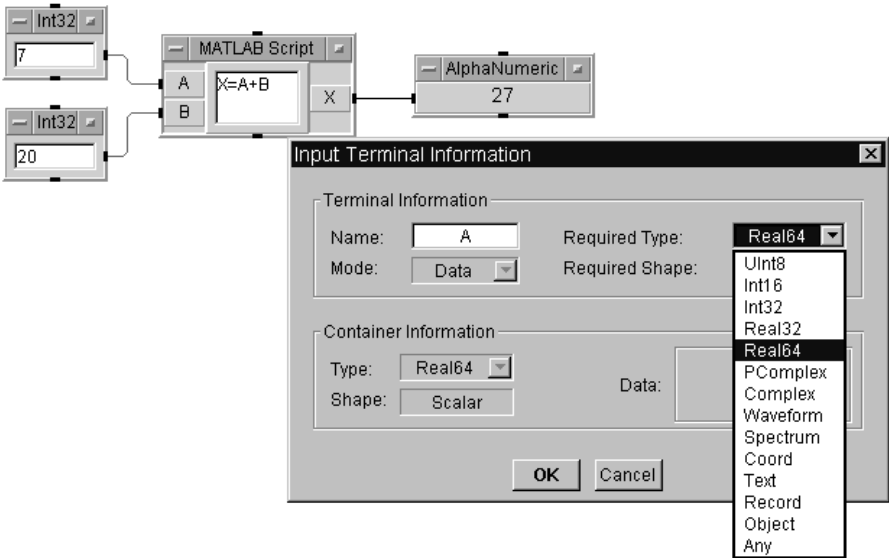 Int32
7
MATLAB Script
A
X=A+B
X
B
AlphaNumeric
27
Int32
20
Input Terminal Information
Terminal Information
Name: A Required Type: Real64
Mode: Data Required Shape:
UInt8
Int16
Int32
Real32
Real64
PComplex
Complex
Waveform
Spectrum
Coord
Text
Record
Object
Any
Container Information
Type: Real64
Shape: Scalar
Data:
OK Cancel